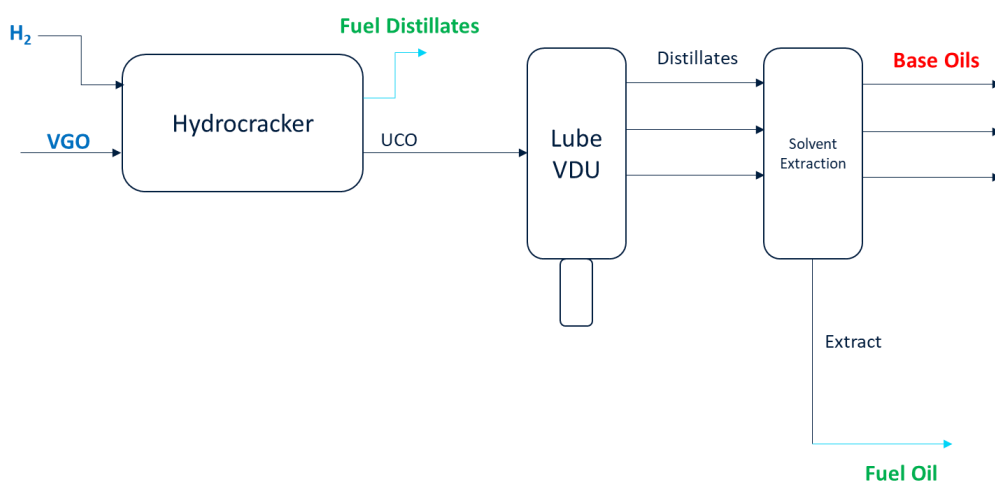 H₂
Fuel Distillates
Hydrocracker
VGO
UCO
Lube
VDU
Distillates
Solvent
Extraction
Base Oils
Extract
Fuel Oil